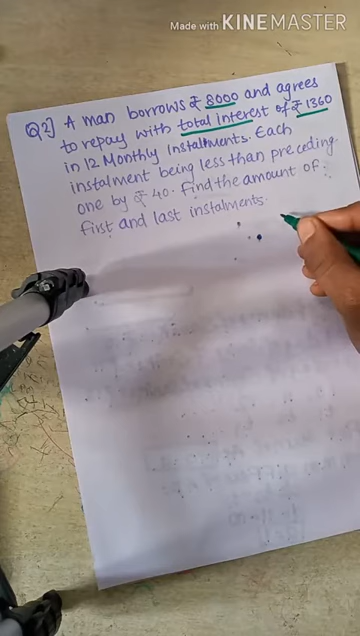 Made with KINEMASTER
Q2] A man borrows ₹ 8000 and agrees
to repay with total interest of ₹ 1360
in 12 Monthly Instalments. Each
instalment being less than preceding
one by ₹ 40. Find the amount of
first and last instalments.